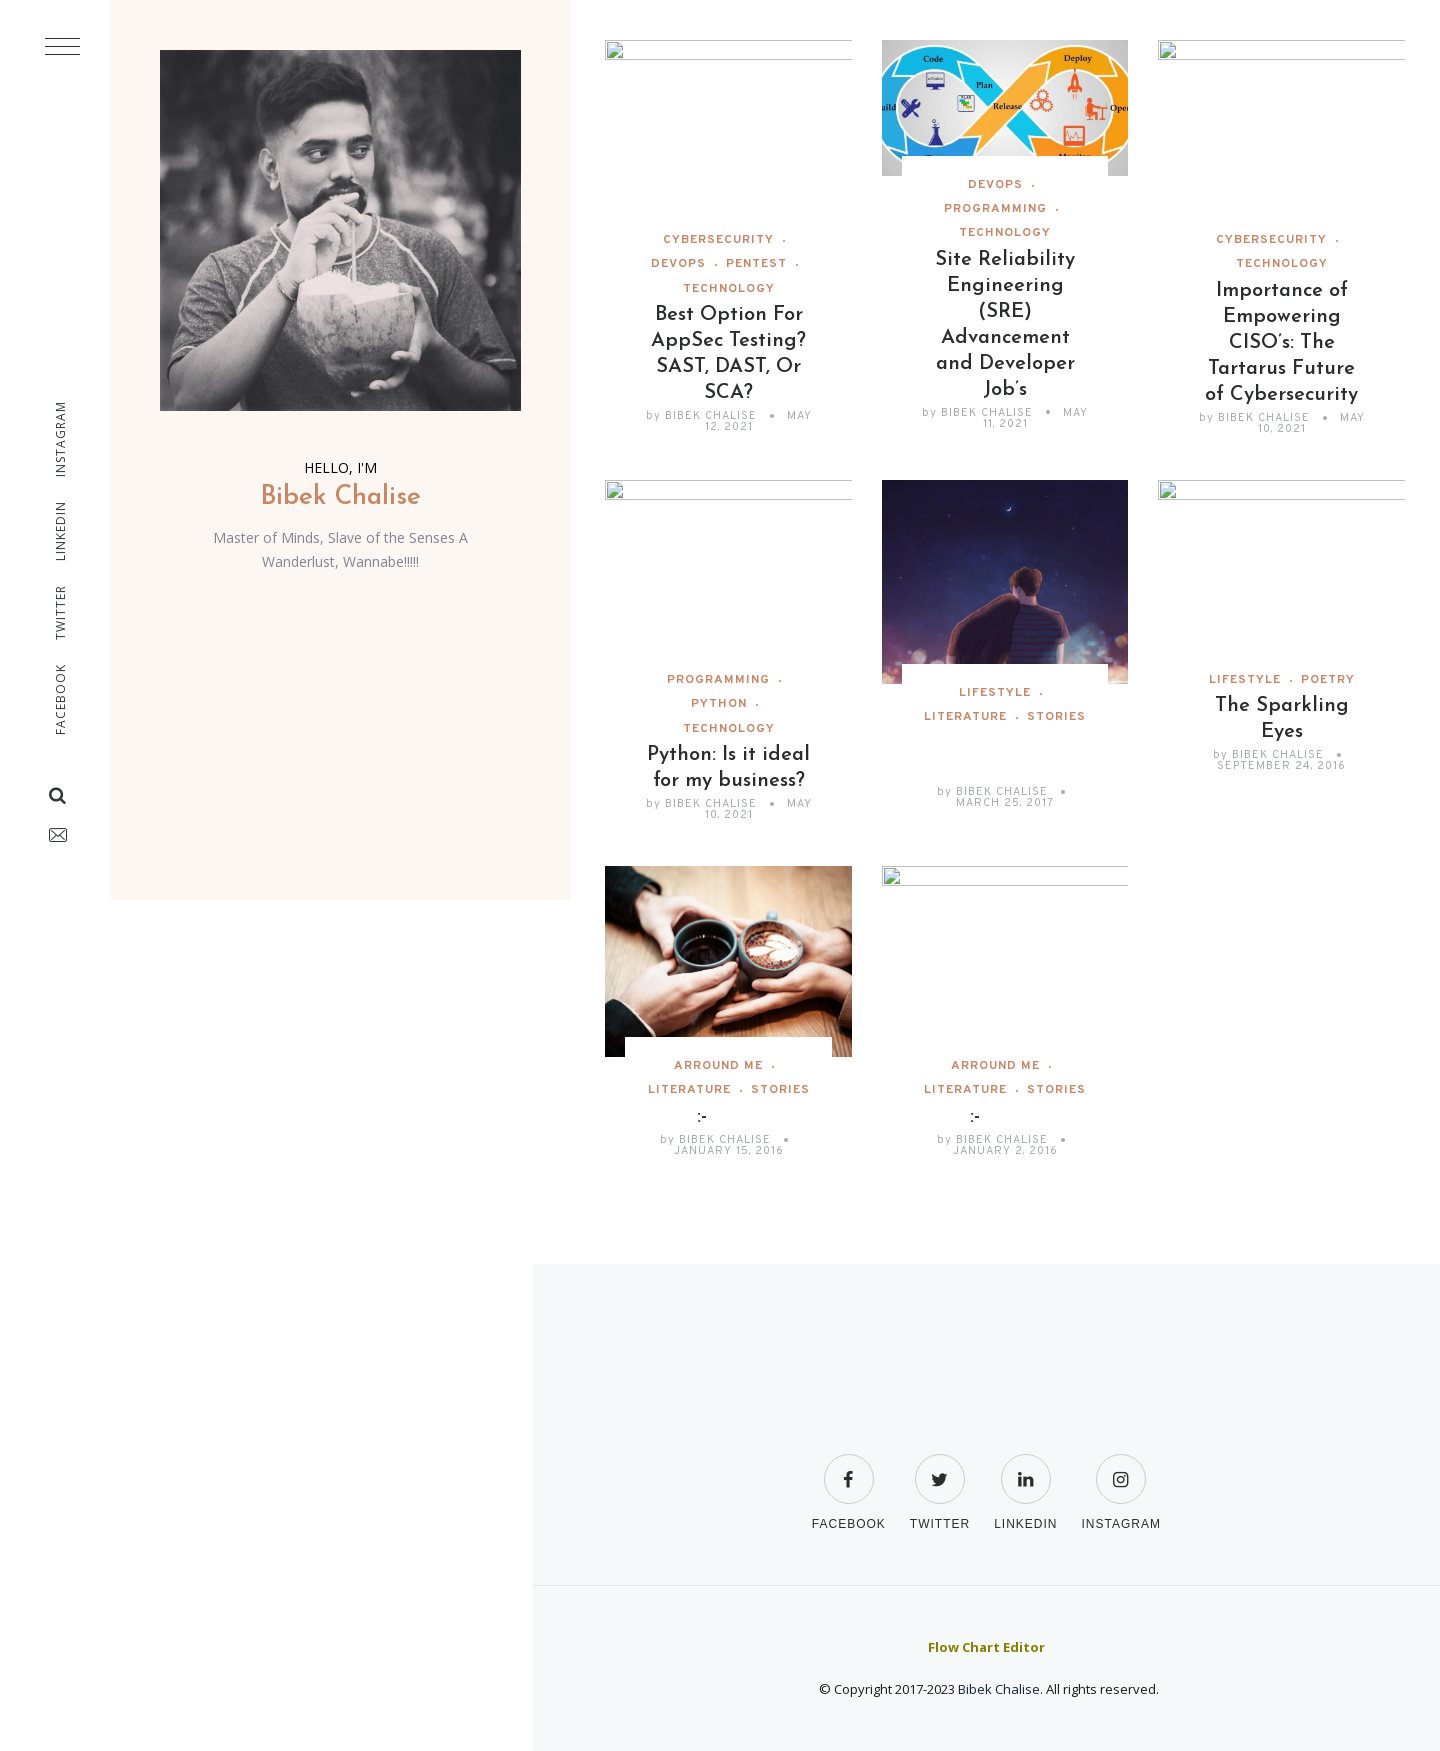 INSTAGRAM
LINKEDIN
TWITTER
FACEBOOK
HELLO, I'M
Bibek Chalise
Master of Minds, Slave of the Senses A
Wanderlust, Wannabe!!!!!
CYBERSECURITY
DEVOPS • PENTEST •
TECHNOLOGY
Best Option For
AppSec Testing?
SAST, DAST, Or
SCA?
by BIBEK CHALISE • MAY
12, 2021
Code
Plan
Release
Deploy
DEVOPS •
PROGRAMMING •
TECHNOLOGY
Site Reliability
Engineering
(SRE)
Advancement
and Developer
Job's
by BIBEK CHALISE • MAY
11, 2021
CYBERSECURITY •
TECHNOLOGY
Importance of
Empowering
CISO's: The
Tartarus Future
of Cybersecurity
by BIBEK CHALISE • MAY
10, 2021
PROGRAMMING •
PYTHON •
TECHNOLOGY
Python: Is it ideal
for my business?
by BIBEK CHALISE • MAY
10, 2021
LIFESTYLE •
LITERATURE • STORIES
by BIBEK CHALISE •
MARCH 25, 2017
LIFESTYLE • POETRY
The Sparkling
Eyes
by BIBEK CHALISE •
SEPTEMBER 24, 2016
ARROUND ME •
LITERATURE • STORIES
:-
by BIBEK CHALISE •
JANUARY 15, 2016
ARROUND ME •
LITERATURE • STORIES
:-
by BIBEK CHALISE •
JANUARY 2, 2016
FACEBOOK TWITTER LINKEDIN INSTAGRAM
Flow Chart Editor
© Copyright 2017-2023 Bibek Chalise. All rights reserved.